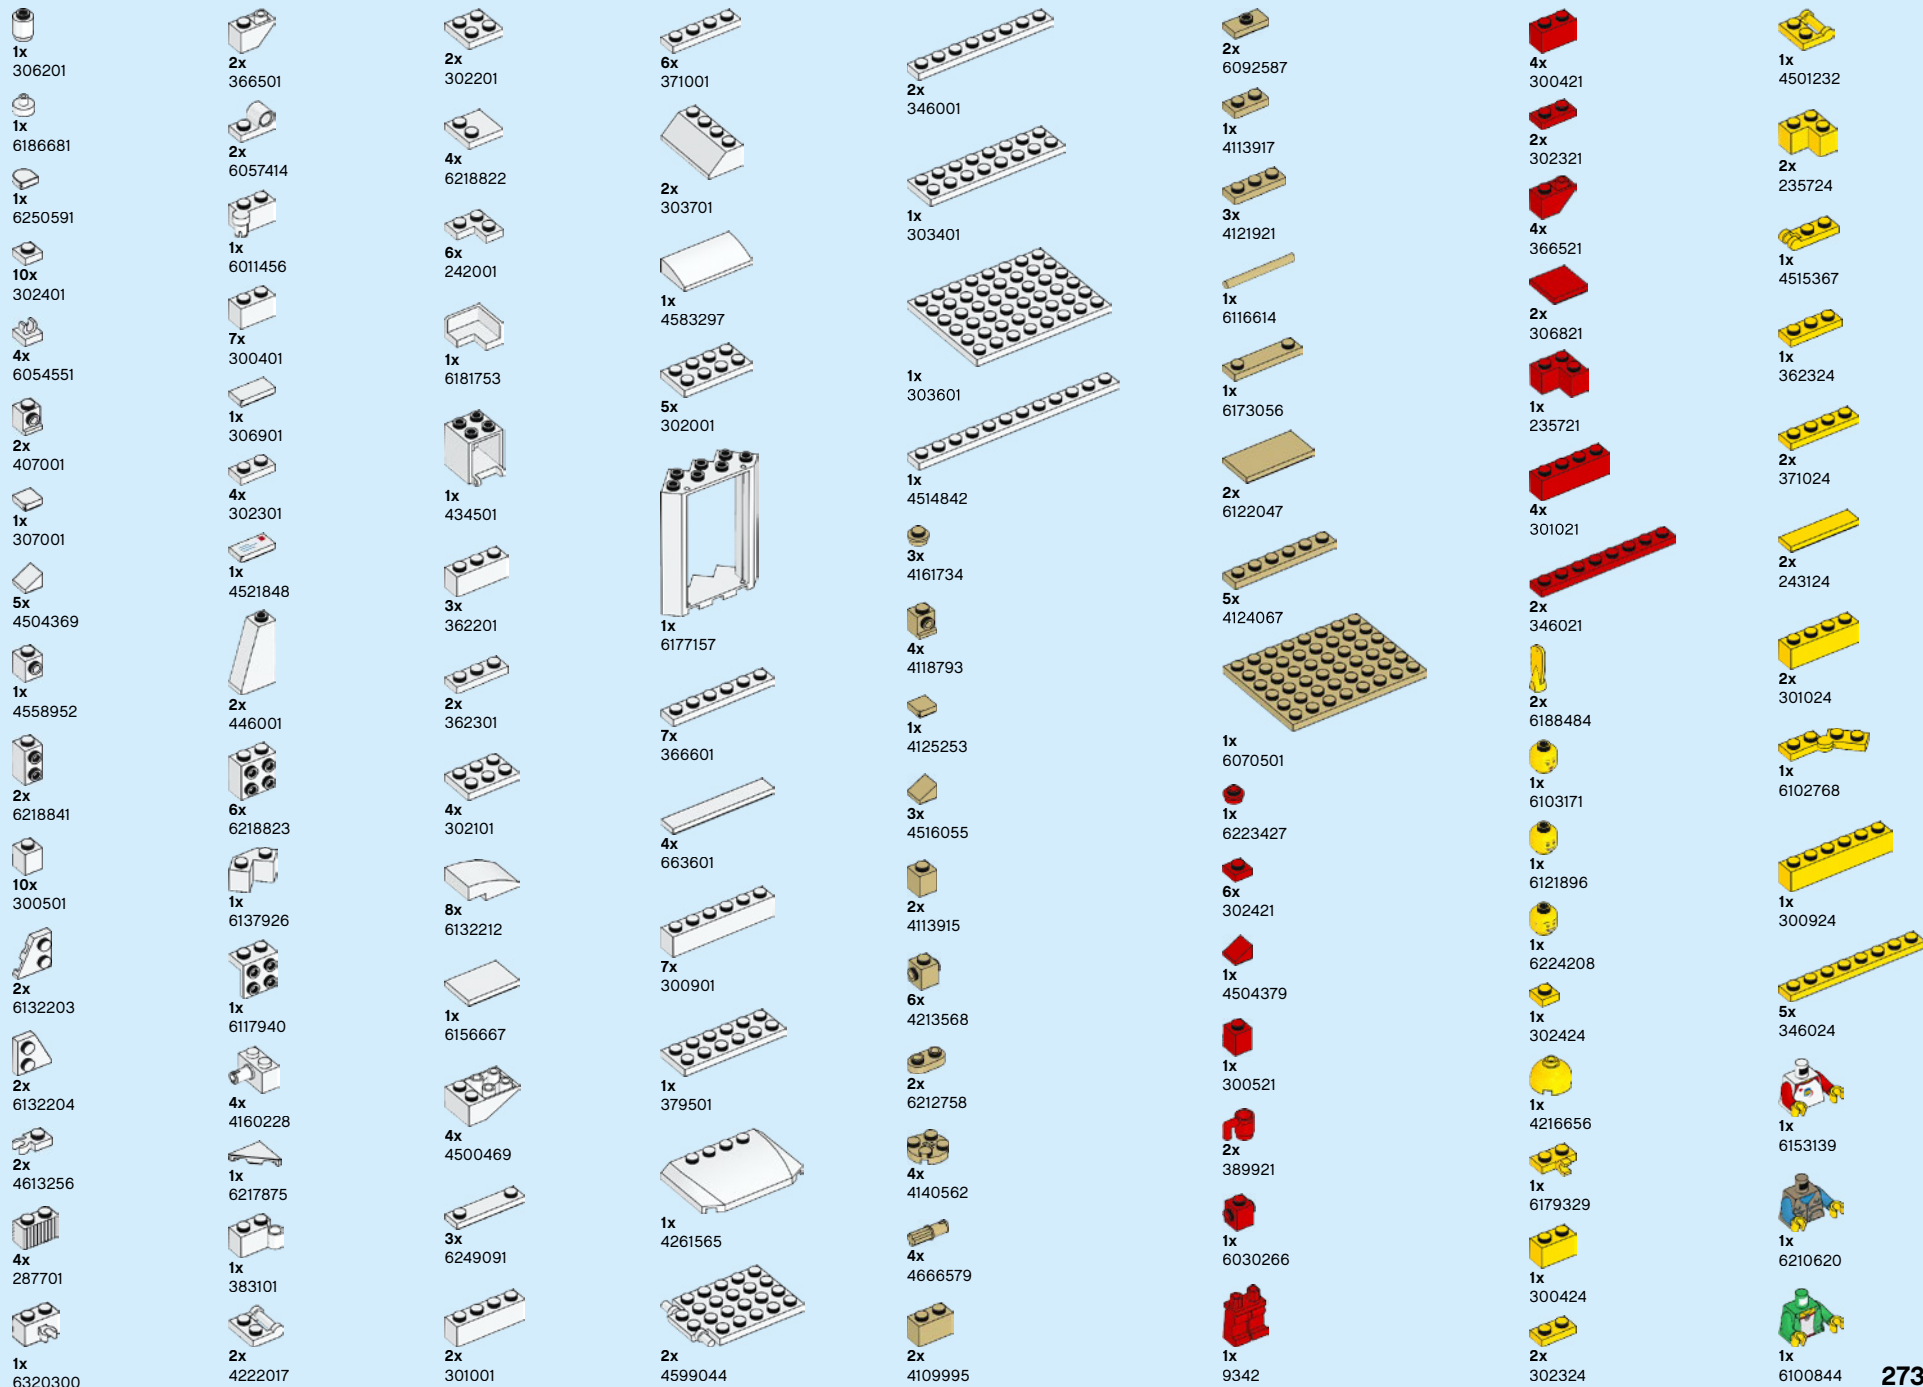 1x
306201
1x
6186681
1x
6250591
10x
302401
4x
6054551
2x
407001
1x
307001
5x
4504369
1x
4558952
2x
6218841
10x
300501
2x
6132203
2x
6132204
2x
4613256
4x
287701
1x
6320300
2x
366501
2x
6057414
1x
6011456
7x
300401
1x
306901
4x
302301
1x
4521848
2x
446001
6x
6218823
1x
6137926
1x
6117940
4x
4160228
1x
6217875
1x
383101
2x
4222017
2x
302201
4x
6218822
6x
242001
1x
6181753
1x
434501
3x
362201
2x
362301
4x
302101
8x
6132212
1x
6156667
4x
4500469
3x
6249091
2x
301001
6x
371001
2x
303701
1x
4583297
5x
302001
1x
6177157
7x
366601
4x
663601
7x
300901
1x
379501
1x
4261565
2x
4599044
2x
346001
1x
303401
1x
303601
1x
4514842
3x
4161734
4x
4118793
1x
4125253
3x
4516055
2x
4113915
6x
4213568
2x
6212758
4x
4140562
4x
4666579
2x
4109995
2x
6092587
1x
4113917
3x
4121921
1x
6116614
1x
6173056
2x
6122047
5x
4124067
1x
6070501
1x
6223427
6x
302421
1x
4504379
1x
300521
2x
389921
1x
6030266
1x
9342
4x
300421
2x
302321
4x
366521
2x
306821
1x
235721
4x
301021
2x
346021
2x
6188484
1x
6103171
1x
6121896
1x
6224208
1x
302424
1x
4216656
1x
6179329
1x
300424
2x
302324
1x
4501232
2x
235724
1x
4515367
1x
362324
2x
371024
2x
243124
2x
301024
1x
6102768
1x
300924
5x
346024
1x
6153139
1x
6210620
1x
6100844
273